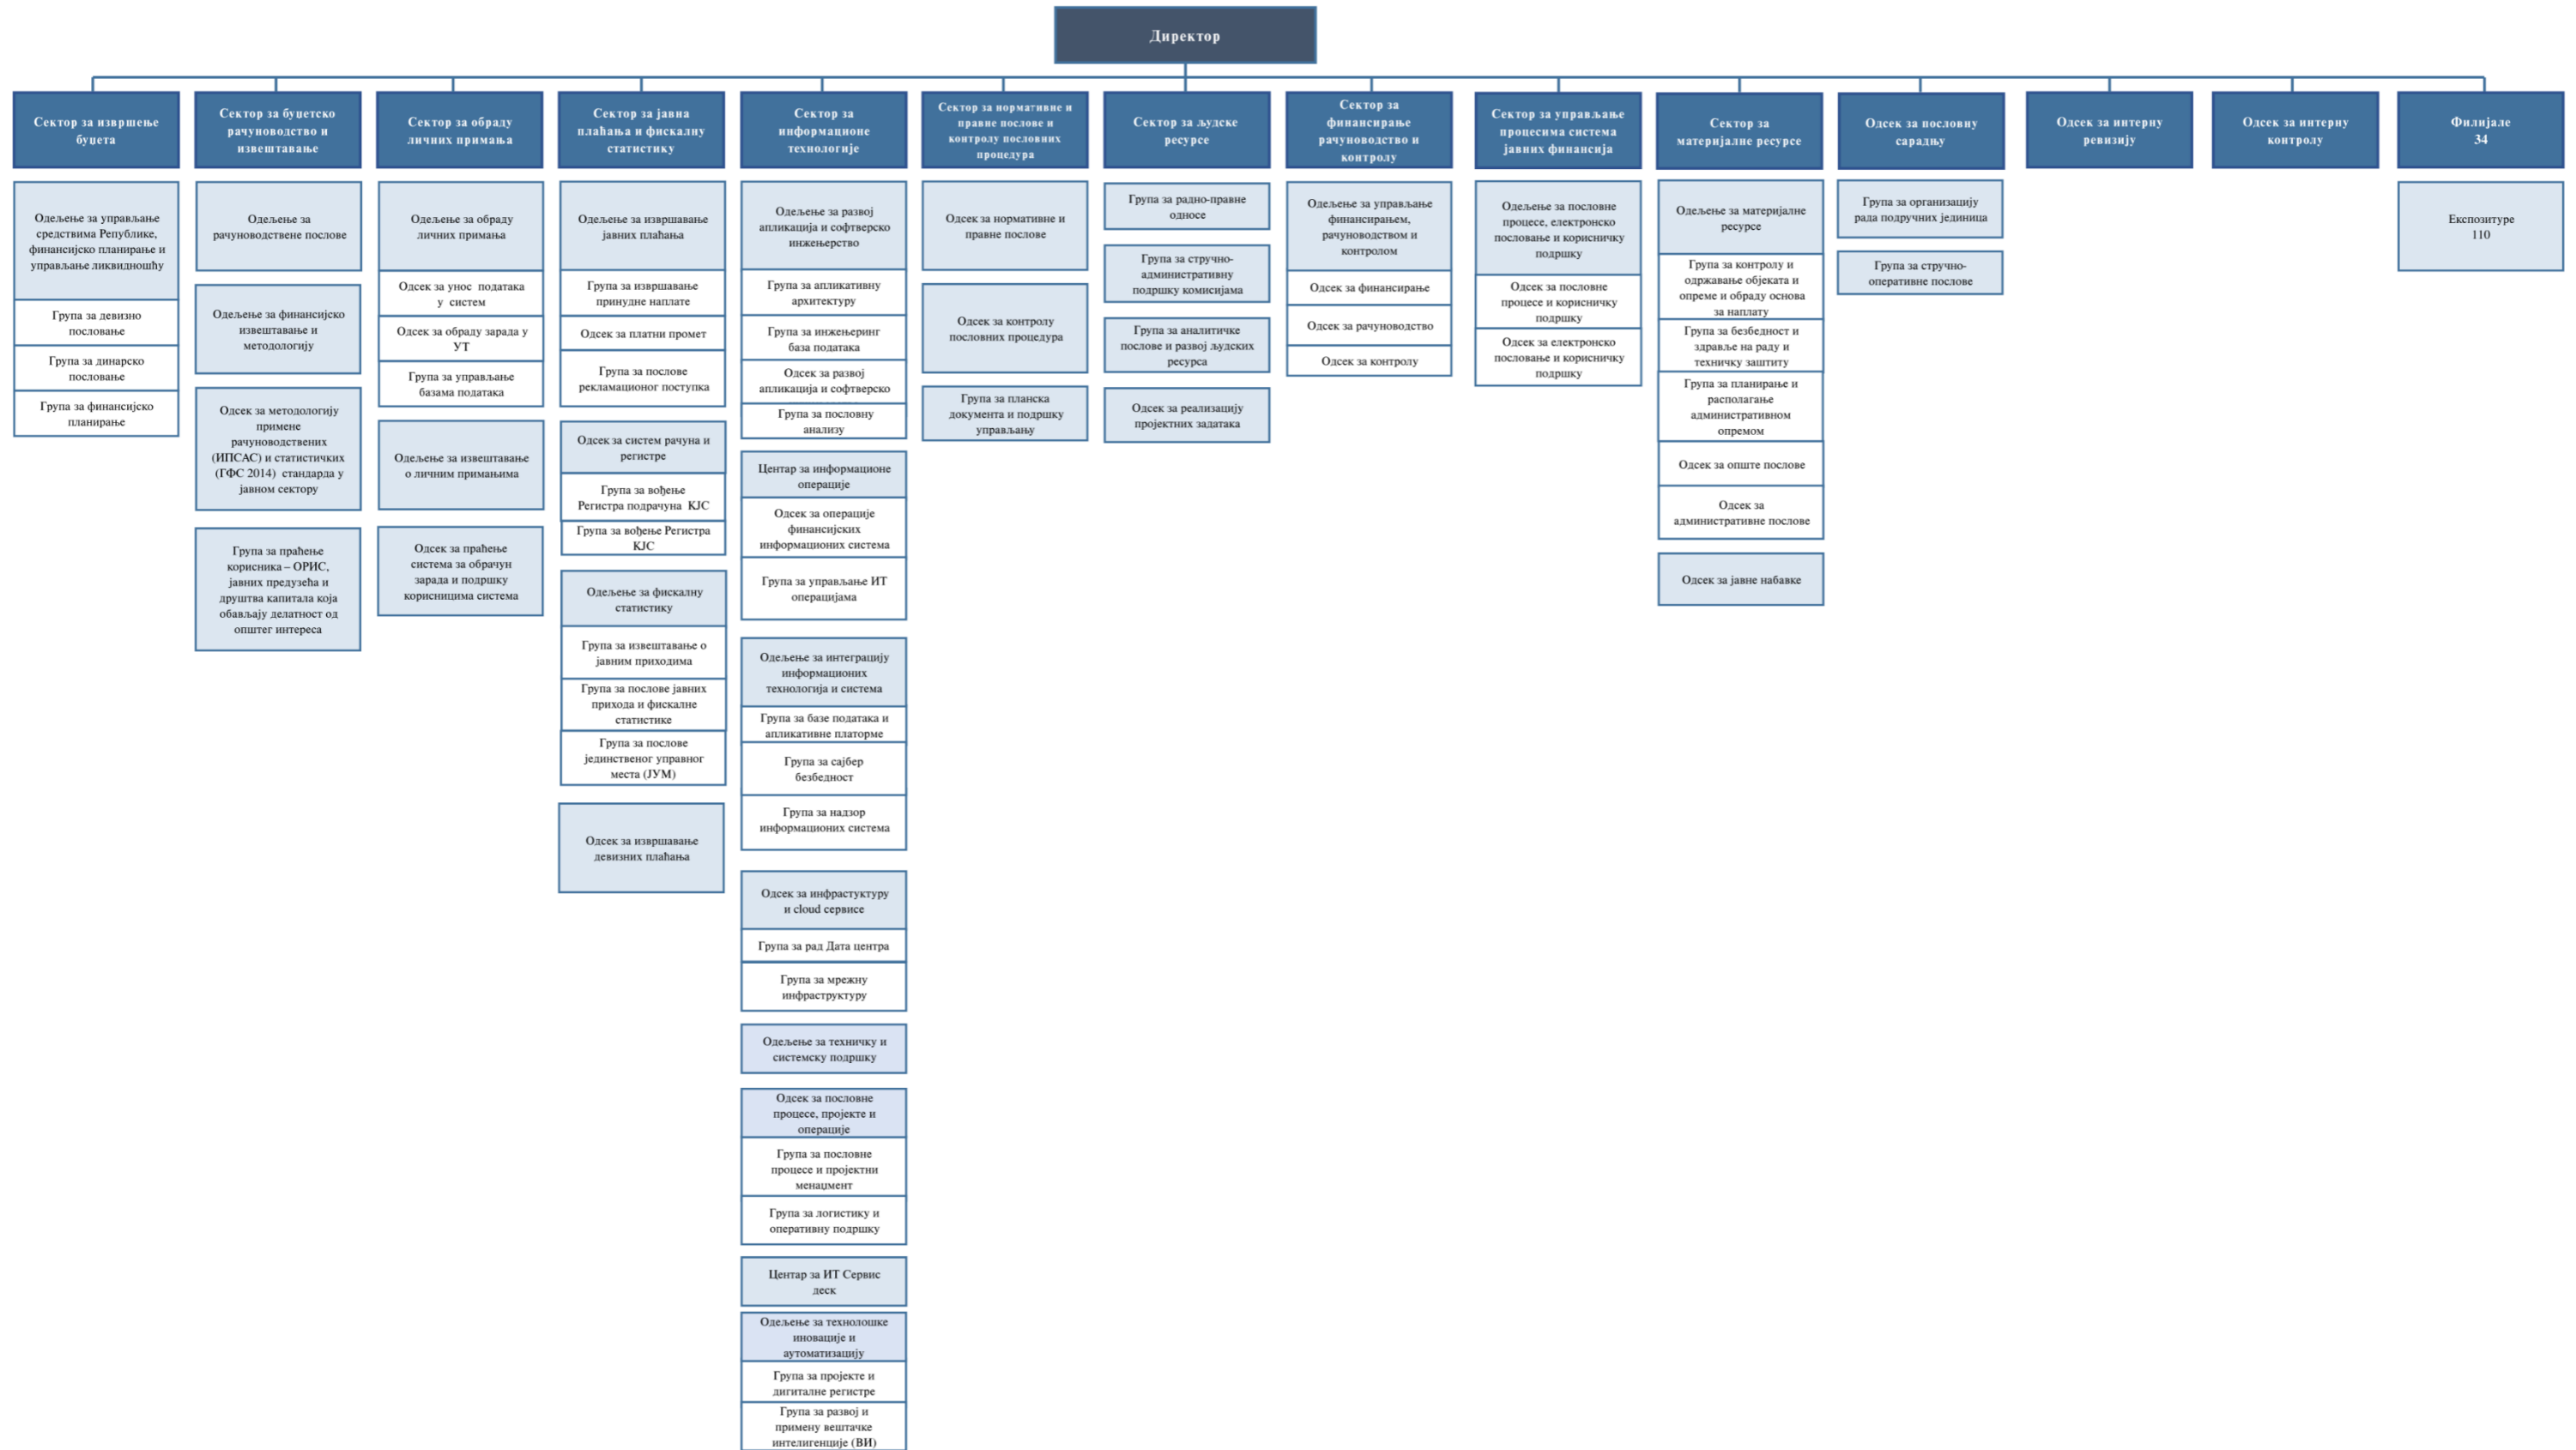 Директор
Сектор за извршење
буџета
Одељење за управљање
средствима Републике,
финансијско планирање и
управљање ликвидношћу
Група за девизно
пословање
Група за динарско
пословање
Група за финансијско
планирање
Сектор за буџетско
рачуноводство и
извештавање
Одељење за
рачуноводствене послове
Одељење за финансијско
извештавање и
методологију
Одсек за методологију
примене
рачуноводствених
(ИПСАС) и статистичких
(ГФС 2014) стандарда у
јавном сектору
Група за праћење
корисника – ОРИС,
јавних предузећа и
друштва капитала која
обављају делатност од
општег интереса
Сектор за обраду
личних примања
Одељење за обраду
личних примања
Одсек за унос података
у систем
Одсек за обраду зарада у
УТ
Група за управљање
базама података
Одељење за извештавање
о личним примањима
Одсек за праћење
система за обрачун
зарада и подршку
корисницима система
Сектор за јавна
плаћања и фискалну
статистику
Одељење за извршавање
јавних плаћања
Група за извршавање
принудне наплате
Одсек за платни промет
Група за послове
рекламационог поступка
Одсек за систем рачуна и
регистре
Група за вођење
Регистра подрачуна КЈС
Група за вођење Регистра
КЈС
Одељење за фискалну
статистику
Група за извештавање о
јавним приходима
Група за послове јавних
прихода и фискалне
статистике
Група за послове
јединственог управног
места (ЈУМ)
Одсек за извршавање
девизних плаћања
Сектор за
информационе
технологије
Одељење за развој
апликација и софтверско
инжењерство
Група за апликативну
архитектуру
Група за инжењеринг
база података
Одсек за развој
апликација и софтверско
Група за пословну
анализу
Центар за информационе
операције
Одсек за операције
финансијских
информационих система
Група за управљање ИТ
операцијама
Одељење за интеграцију
информационих
технологија и система
Група за базе података и
апликативне платорме
Група за сајбер
безбедност
Група за надзор
информационих система
Одсек за инфрастуктуру
и cloud сервисе
Група за рад Дата центра
Група за мрежну
инфраструктуру
Одељење за техничку и
системску подршку
Одсек за пословне
процесе, пројекте и
операције
Група за пословне
процесе и пројектни
менаџмент
Група за логистику и
оперативну подршку
Центар за ИТ Сервис
деск
Одељење за технолошке
иновације и
аутоматизацију
Група за пројекте и
дигиталне регистре
Група за развој и
примену вештачке
интелигенције (ВИ)
Сектор за нормативне и
правне послове и
контролу пословних
процедура
Одсек за нормативне и
правне послове
Одсек за контролу
пословних процедура
Група за планска
документа и подршку
управљању
Сектор за људске
ресурсе
Група за радно-правне
односе
Група за стручно-
административну
подршку комисијама
Група за аналитичке
послове и развој људских
ресурса
Одсек за реализацију
пројектних задатака
Сектор за
финансирање
рачуноводство и
контролу
Одељење за управљање
финансирањем,
рачуноводством и
контролом
Одсек за финансирање
Одсек за рачуноводство
Одсек за контролу
Сектор за управљање
процесима система
јавних финансија
Одељење за пословне
процесе, електронско
пословање и корисничку
подршку
Одсек за пословне
процесе и корисничку
подршку
Одсек за електронско
пословање и корисничку
подршку
Сектор за
материјалне ресурсе
Одељење за материјалне
ресурсе
Група за контролу и
одржавање објеката и
опреме и обраду основа
за наплату
Група за безбедност и
здравље на раду и
техничку заштиту
Група за планирање и
располагање
административном
опремом
Одсек за опште послове
Одсек за
административне послове
Одсек за јавне набавке
Одсек за пословну
сарадњу
Група за организацију
рада подручних јединица
Група за стручно-
оперативне послове
Одсек за интерну
ревизију
Одсек за интерну
контролу
Филијале
34
Експозитуре
110